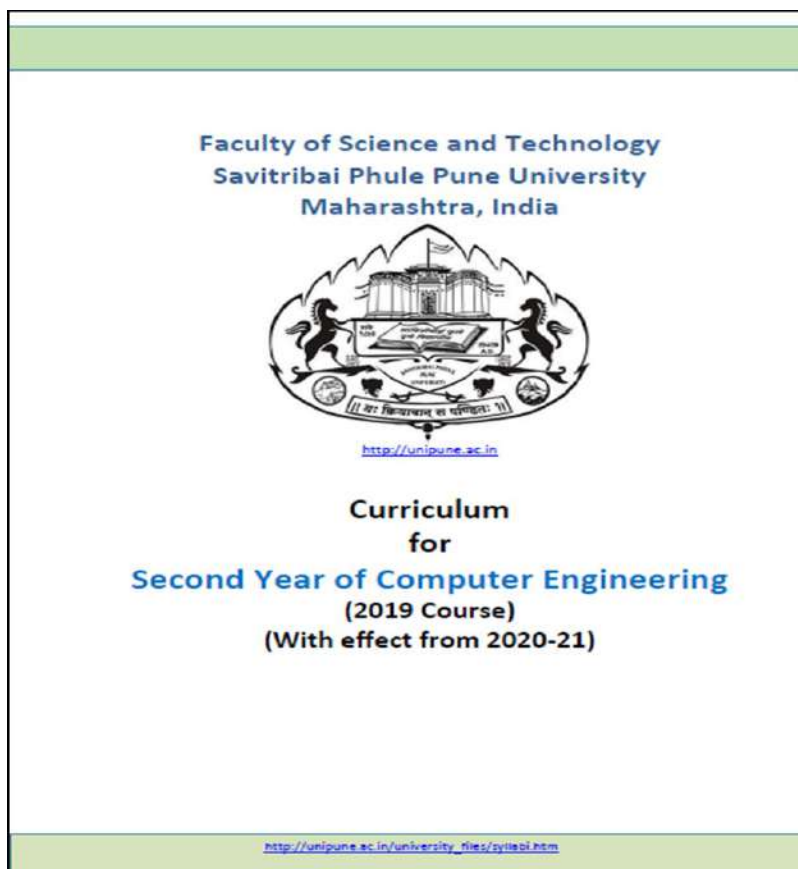 Faculty of Science and Technology
Savitribai Phule Pune University
Maharashtra, India
|| यः क्रियावान् स पण्डितः ||
http://unipune.ac.in
Curriculum
for
Second Year of Computer Engineering
(2019 Course)
(With effect from 2020-21)
http://unipune.ac.in/university_files/syllabi.htm